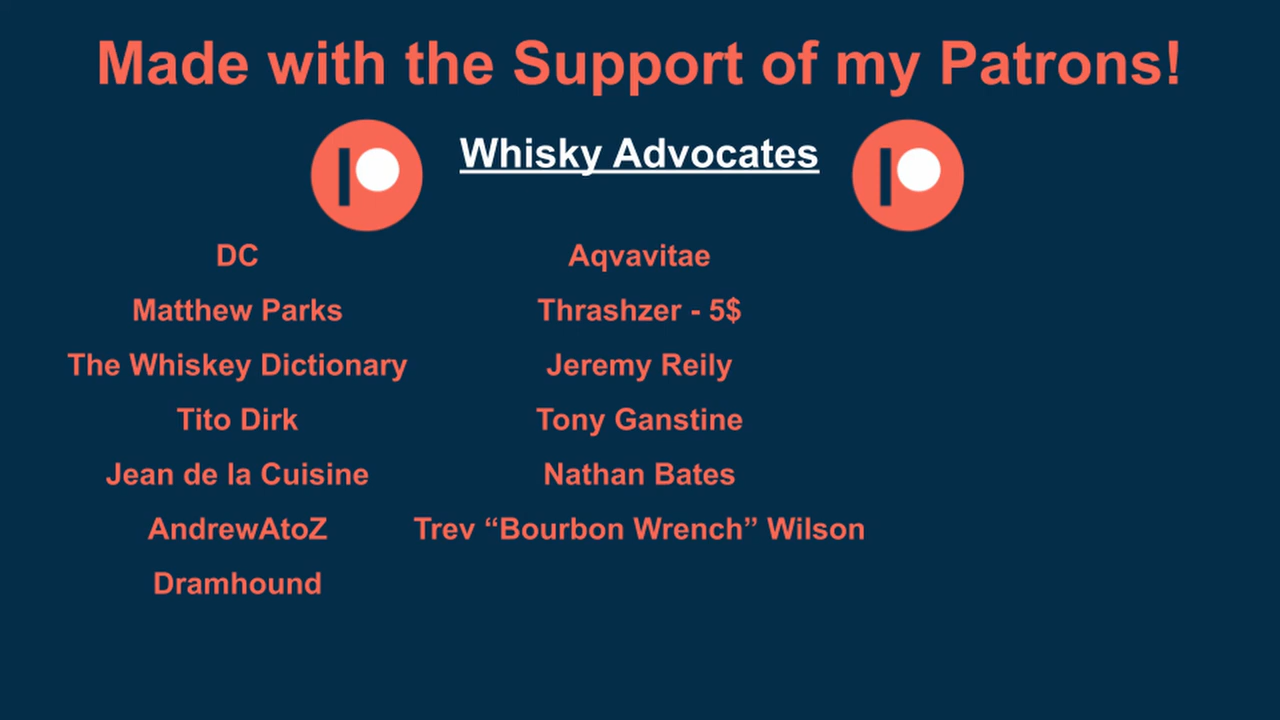 Made with the Support of my Patrons!
Whisky Advocates
DC
Matthew Parks
The Whiskey Dictionary
Tito Dirk
Jean de la Cuisine
AndrewAtoZ
Dramhound
Aqvavitae
Thrashzer - 5$
Jeremy Reily
Tony Ganstine
Nathan Bates
Trev “Bourbon Wrench” Wilson